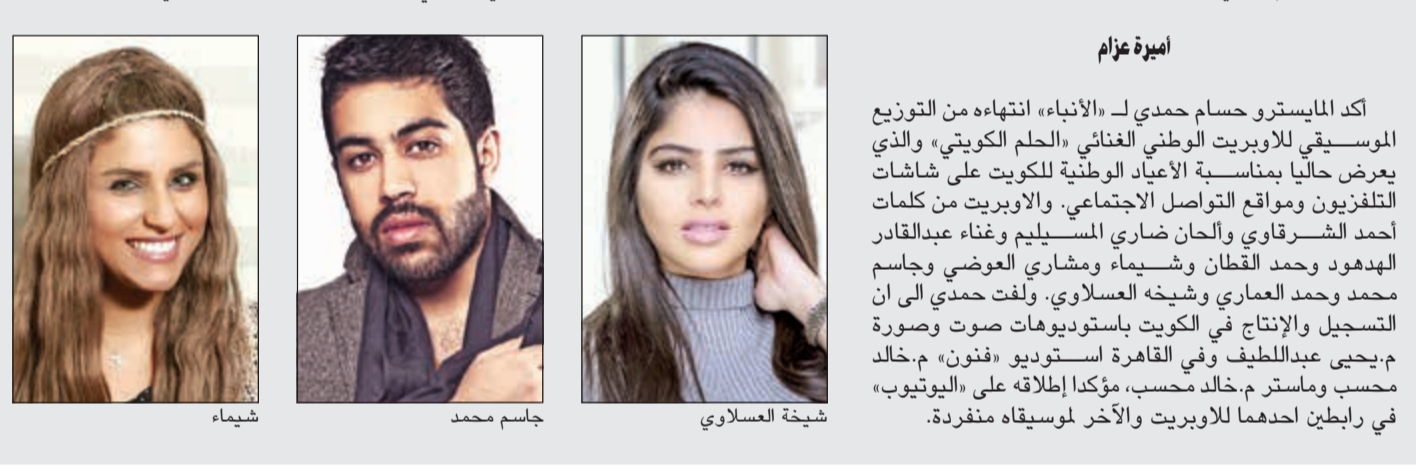 أميرة عزام
أكد المايسترو حسام حمدي لـ «الأنباء» انتهاءه من التوزيع
الموسيقي للاوبريت الوطني الغنائي «الحلم الكويتي» والذي
يعرض حاليا بمناسبة الأعياد الوطنية للكويت على شاشات
التلفزيون ومواقع التواصل الاجتماعي. والاوبريت من كلمات
أحمد الشرقاوي وألحان ضاري المسيليم وغناء عبدالقادر
الهدهود وحمد القطان وشيماء ومشاري العوضي وجاسم
محمد وحمد العماري وشيخه العسلاوي. ولفت حمدي الى ان
التسجيل والإنتاج في الكويت باستوديوهات صوت وصورة
م.يحيى عبداللطيف وفي القاهرة استوديو «فنون» م.خالد
محسب وماستر م.خالد محسب، مؤكدا إطلاقه على «اليوتيوب»
في رابطين احدهما للاوبريت والآخر لموسيقاه منفردة.
شيخة العسلاوي
جاسم محمد
شيماء